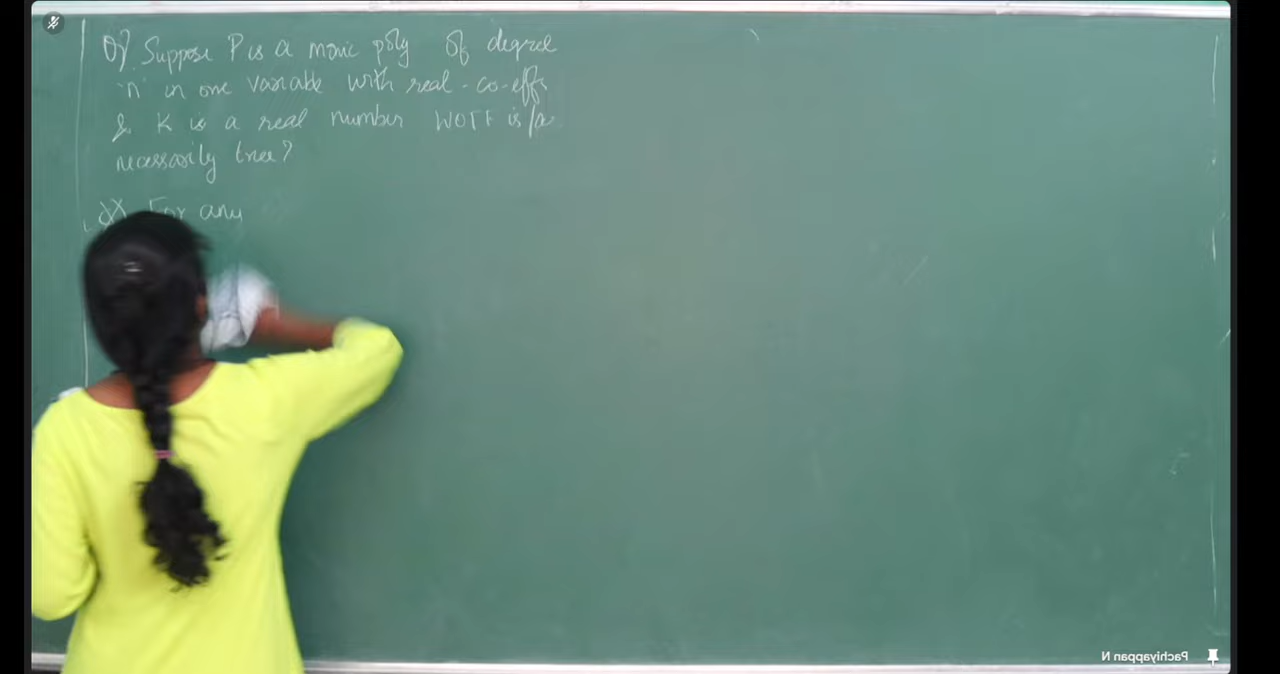 Q) Suppose P is a monic poly of degree
'n' in one variable with real-co-effs
& K is a real number WOTF is/a
necessarily true?
a) For any
Pachiyappan N